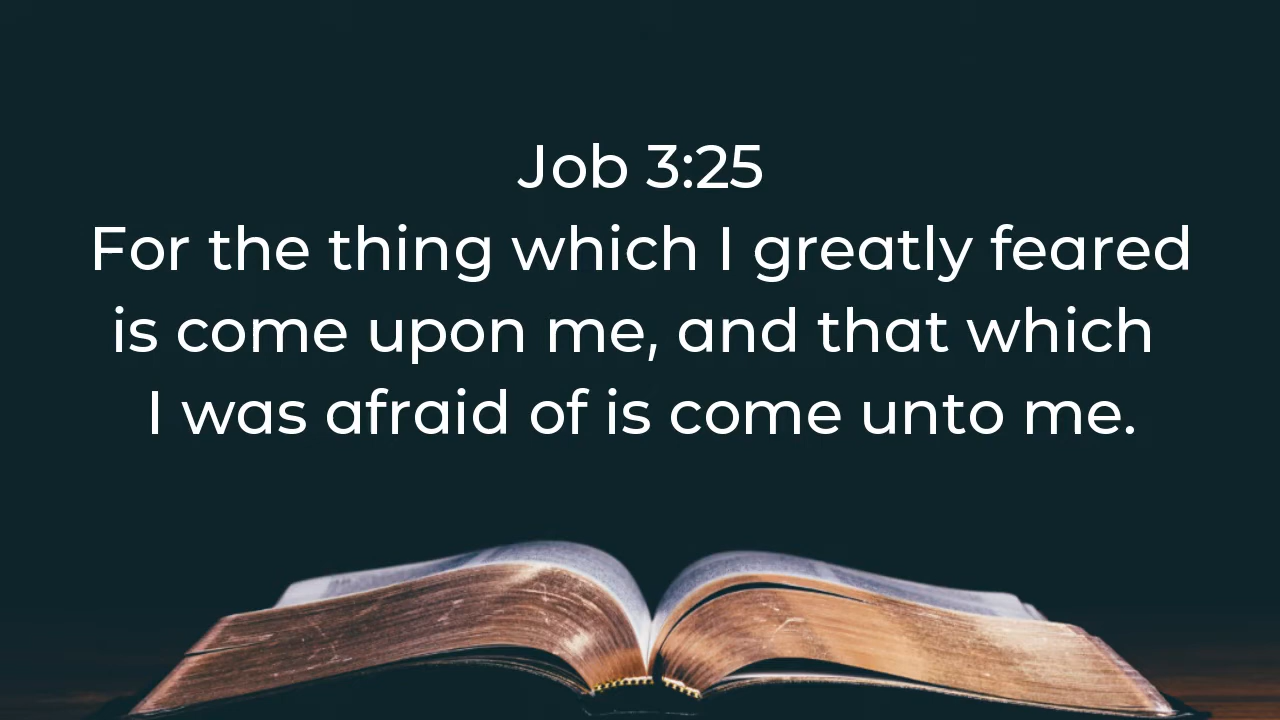 Job 3:25
For the thing which I greatly feared
is come upon me, and that which
I was afraid of is come unto me.